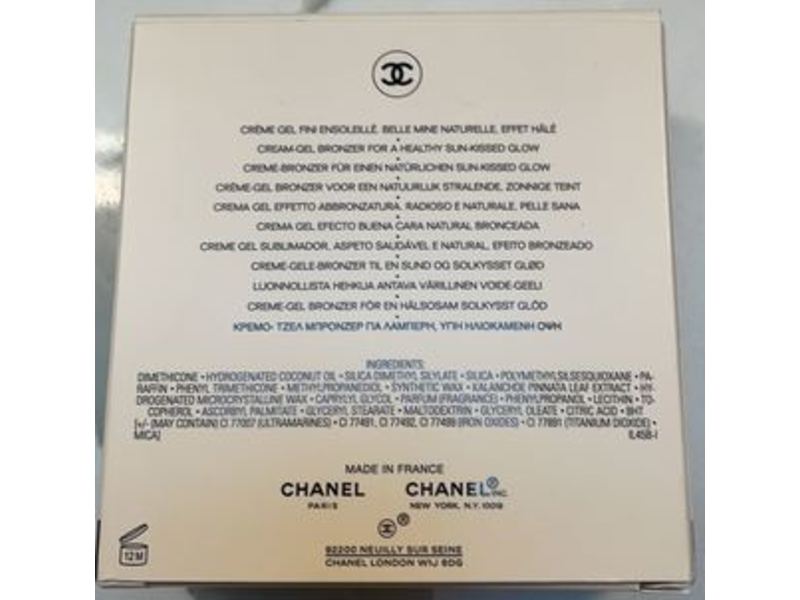 CRÈME GEL FINI ENSOLEILLÉ. BELLE MINE NATURELLE, EFFET HÂLÉ
CREAM-GEL BRONZER FOR A HEALTHY SUN-KISSED GLOW
CREME-BRONZER FÜR EINEN NATÜRLICHEN SUN-KISSED GLOW
CRÈME-GEL BRONZER VOOR EEN NATUURLIJK STRALENDE, ZONNIGE TEINT
CREMA GEL EFFETTO ABBRONZATURA. RADIOSO E NATURALE, PELLE SANA
CREMA GEL EFECTO BUENA CARA NATURAL BRONCEADA
CREME GEL SUBLIMADOR, ASPETO SAUDÁVEL E NATURAL, EFEITO BRONZEADO
CREME-GELE-BRONZER TIL EN SUND OG SOLKYSSET GLØD
LUONNOLLISTA HEHKUA ANTAVA VÄRILLINEN VOIDE-GEELI
CREME-GEL BRONZER FÖR EN HÄLSOSAM SOLKYSST GLÖD
ΚΡΕΜΟ- ΤΖΕΛ ΜΠΡΟΝΖΕΡ ΓΙΑ ΛΑΜΠΕΡΗ, ΥΓΙΗ ΗΛΙΟΚΑΜΕΝΗ ΟΨΗ
INGREDIENTS:
DIMETHICONE • HYDROGENATED COCONUT OIL • SILICA DIMETHYL SILYLATE • SILICA • POLYMETHYLSILSESQUIOXANE • PA-
RAFFIN • PHENYL TRIMETHICONE • METHYLPROPANEDIOL • SYNTHETIC WAX • KALANCHOE PINNATA LEAF EXTRACT • HY-
DROGENATED MICROCRYSTALLINE WAX • CAPRYLYL GLYCOL • PARFUM (FRAGRANCE) • PHENYLPROPANOL • LECITHIN • TO-
COPHEROL • ASCORBYL PALMITATE • GLYCERYL STEARATE • MALTODEXTRIN • GLYCERYL OLEATE • CITRIC ACID • BHT
[+/- (MAY CONTAIN) CI 77007 (ULTRAMARINES) • CI 77491, CI 77492, CI 77499 (IRON OXIDES) • CI 77891 (TITANIUM DIOXIDE) •
MICA] IL45B-I
MADE IN FRANCE
CHANEL CHANEL® INC.
PARIS NEW YORK, N.Y. 10019
®
12 M
92200 NEUILLY SUR SEINE
CHANEL LONDON W1J 6DG